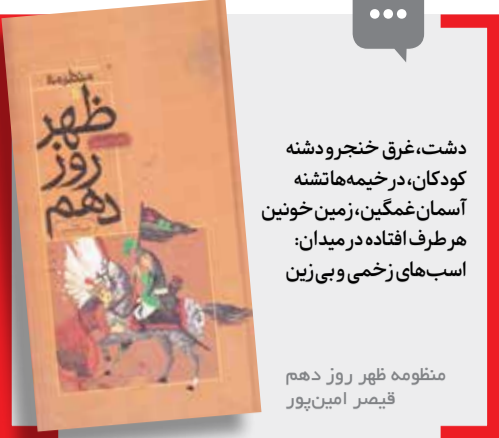 منظومه
ظهر
روز
دهم
دشت، غرق خنجر و دشنه
کودکان، در خیمه‌ها تشنه
آسمان غمگین، زمین خونین
هر طرف افتاده در میدان:
اسب‌های زخمی و بی‌زین
منظومه ظهر روز دهم
قیصر امین‌پور